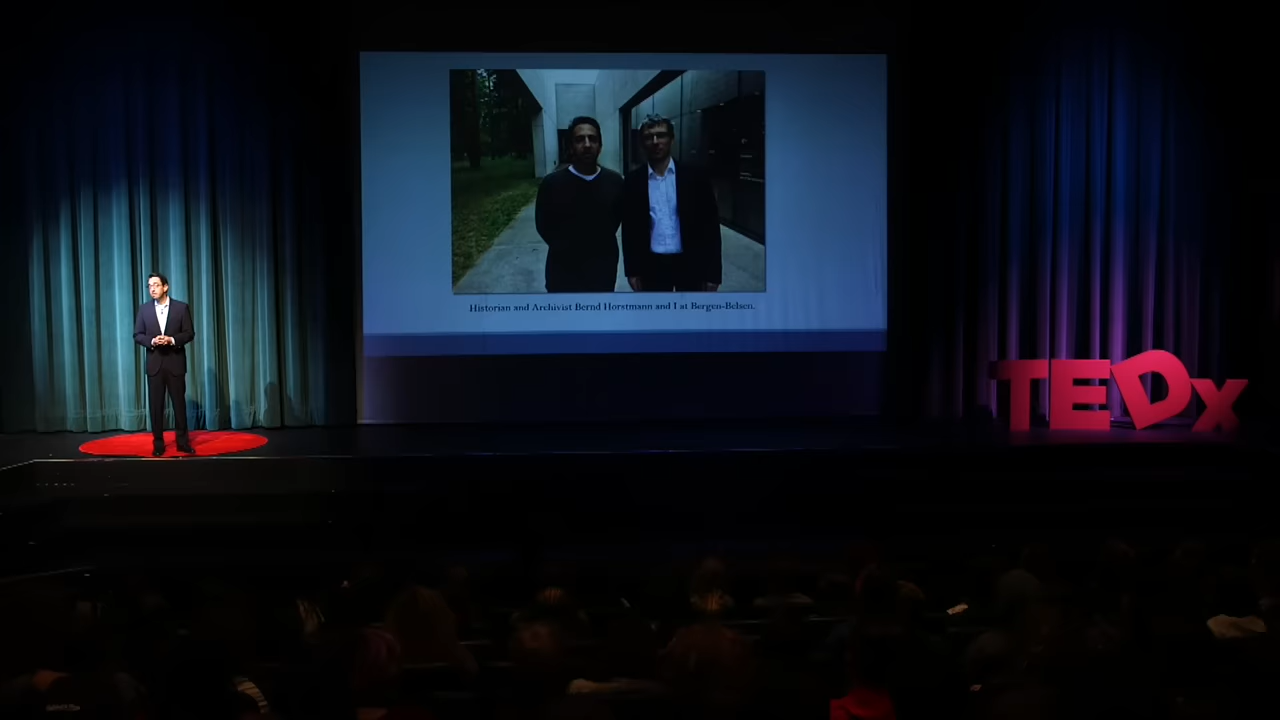 Historian and Archivist Bernd Horstmann and I at Bergen-Belsen.
TEDx